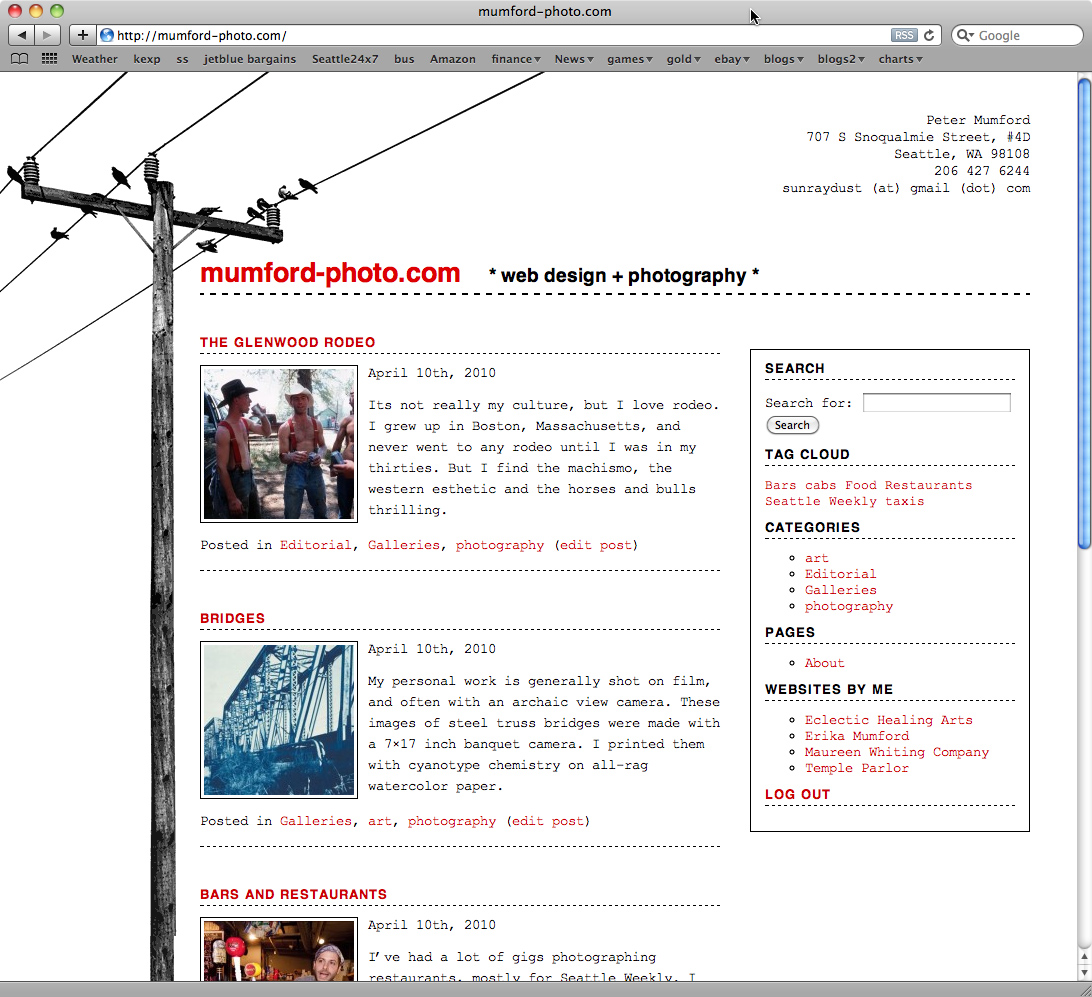 mumford-photo.com
http://mumford-photo.com/
RSS
Google
Weather kexp ss jetblue bargains Seattle24x7 bus Amazon finance News games gold ebay blogs blogs2 charts
Peter Mumford
707 S Snoqualmie Street, #4D
Seattle, WA 98108
206 427 6244
sunraydust (at) gmail (dot) com
mumford-photo.com * web design + photography *
THE GLENWOOD RODEO
April 10th, 2010
Its not really my culture, but I love rodeo.
I grew up in Boston, Massachusetts, and
never went to any rodeo until I was in my
thirties. But I find the machismo, the
western esthetic and the horses and bulls
thrilling.
Posted in Editorial, Galleries, photography (edit post)
BRIDGES
April 10th, 2010
My personal work is generally shot on film,
and often with an archaic view camera. These
images of steel truss bridges were made with
a 7×17 inch banquet camera. I printed them
with cyanotype chemistry on all-rag
watercolor paper.
Posted in Galleries, art, photography (edit post)
BARS AND RESTAURANTS
April 10th, 2010
I've had a lot of gigs photographing
restaurants, mostly for Seattle Weekly. I
SEARCH
Search for:
Search
TAG CLOUD
Bars cabs Food Restaurants
Seattle Weekly taxis
CATEGORIES
art
Editorial
Galleries
photography
PAGES
About
WEBSITES BY ME
Eclectic Healing Arts
Erika Mumford
Maureen Whiting Company
Temple Parlor
LOG OUT